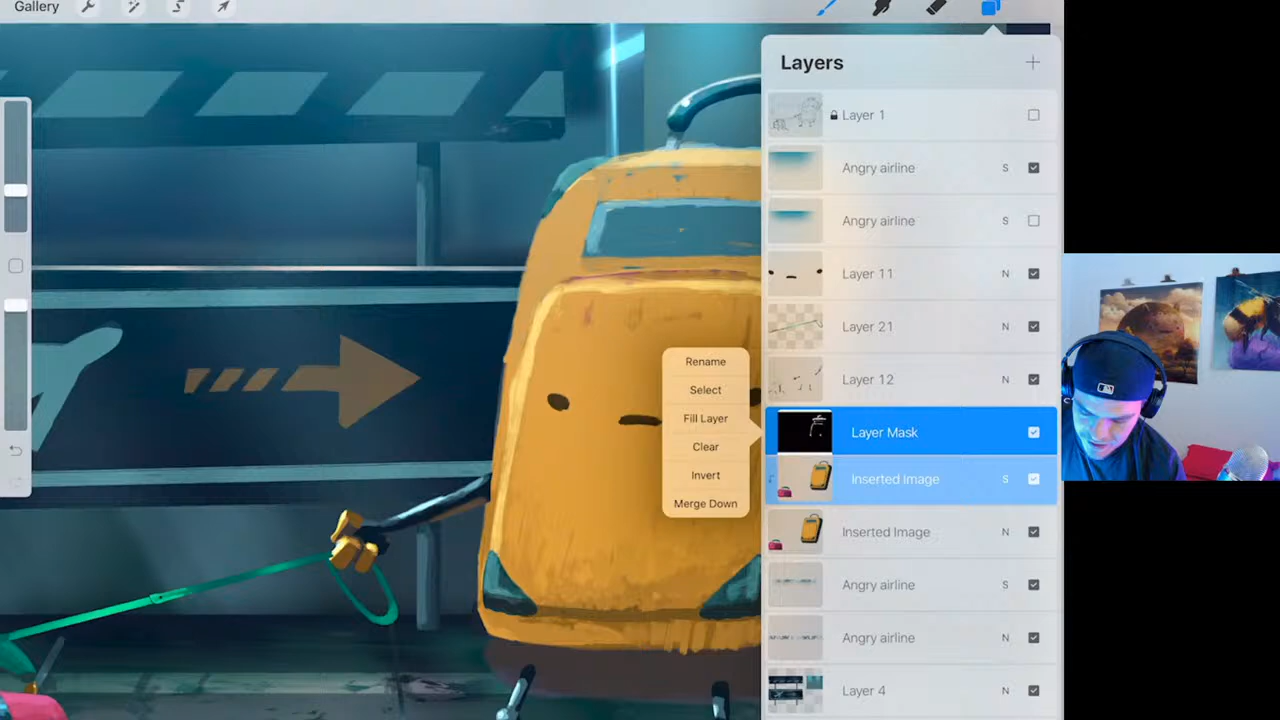 Gallery
Layers
Layer 1
Angry airline S
Angry airline S
Layer 11 N
Layer 21 N
Layer 12 N
Layer Mask
Inserted Image S
Inserted Image N
Angry airline S
Angry airline N
Layer 4 N
Rename
Select
Fill Layer
Clear
Invert
Merge Down